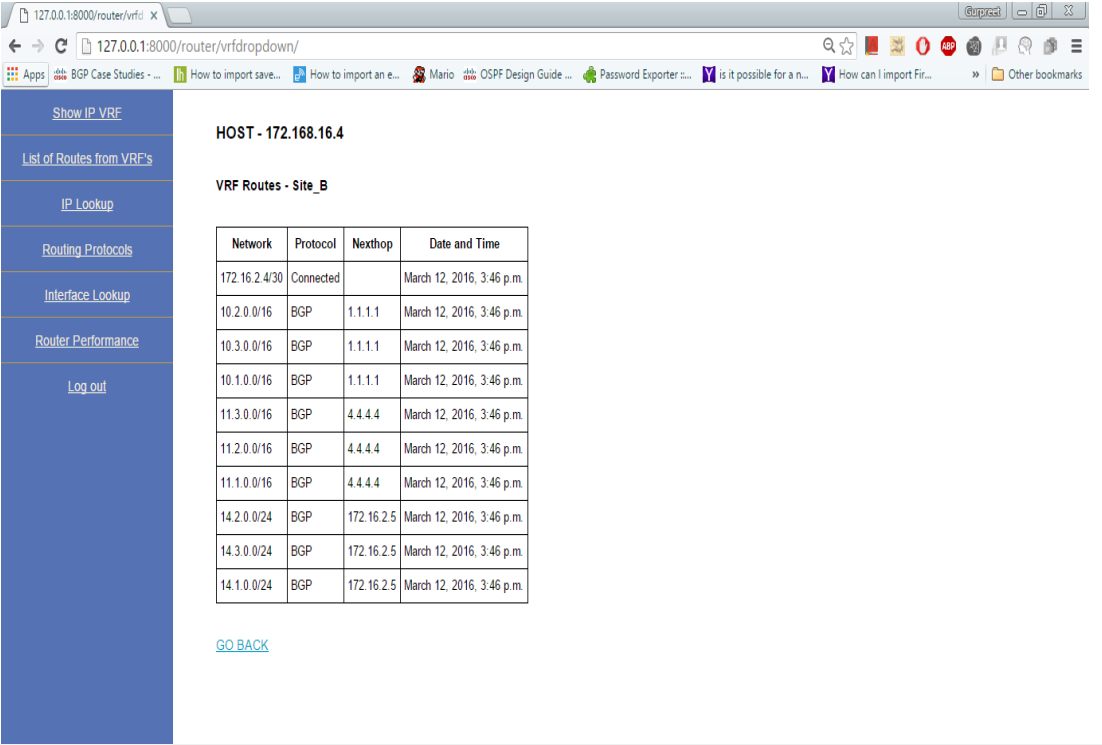 127.0.0.1:8000/router/vrfd
Gurpreet
127.0.0.1:8000/router/vrfdropdown/
ABP
Apps BGP Case Studies - ... How to import save... How to import an e... Mario OSPF Design Guide ... Password Exporter ::... is it possible for a n... How can I import Fir... » Other bookmarks
Show IP VRF
List of Routes from VRF's
IP Lookup
Routing Protocols
Interface Lookup
Router Performance
Log out
HOST - 172.168.16.4
VRF Routes - Site_B
Network Protocol Nexthop Date and Time
172.16.2.4/30 Connected March 12, 2016, 3:46 p.m.
10.2.0.0/16 BGP 1.1.1.1 March 12, 2016, 3:46 p.m.
10.3.0.0/16 BGP 1.1.1.1 March 12, 2016, 3:46 p.m.
10.1.0.0/16 BGP 1.1.1.1 March 12, 2016, 3:46 p.m.
11.3.0.0/16 BGP 4.4.4.4 March 12, 2016, 3:46 p.m.
11.2.0.0/16 BGP 4.4.4.4 March 12, 2016, 3:46 p.m.
11.1.0.0/16 BGP 4.4.4.4 March 12, 2016, 3:46 p.m.
14.2.0.0/24 BGP 172.16.2.5 March 12, 2016, 3:46 p.m.
14.3.0.0/24 BGP 172.16.2.5 March 12, 2016, 3:46 p.m.
14.1.0.0/24 BGP 172.16.2.5 March 12, 2016, 3:46 p.m.
GO BACK